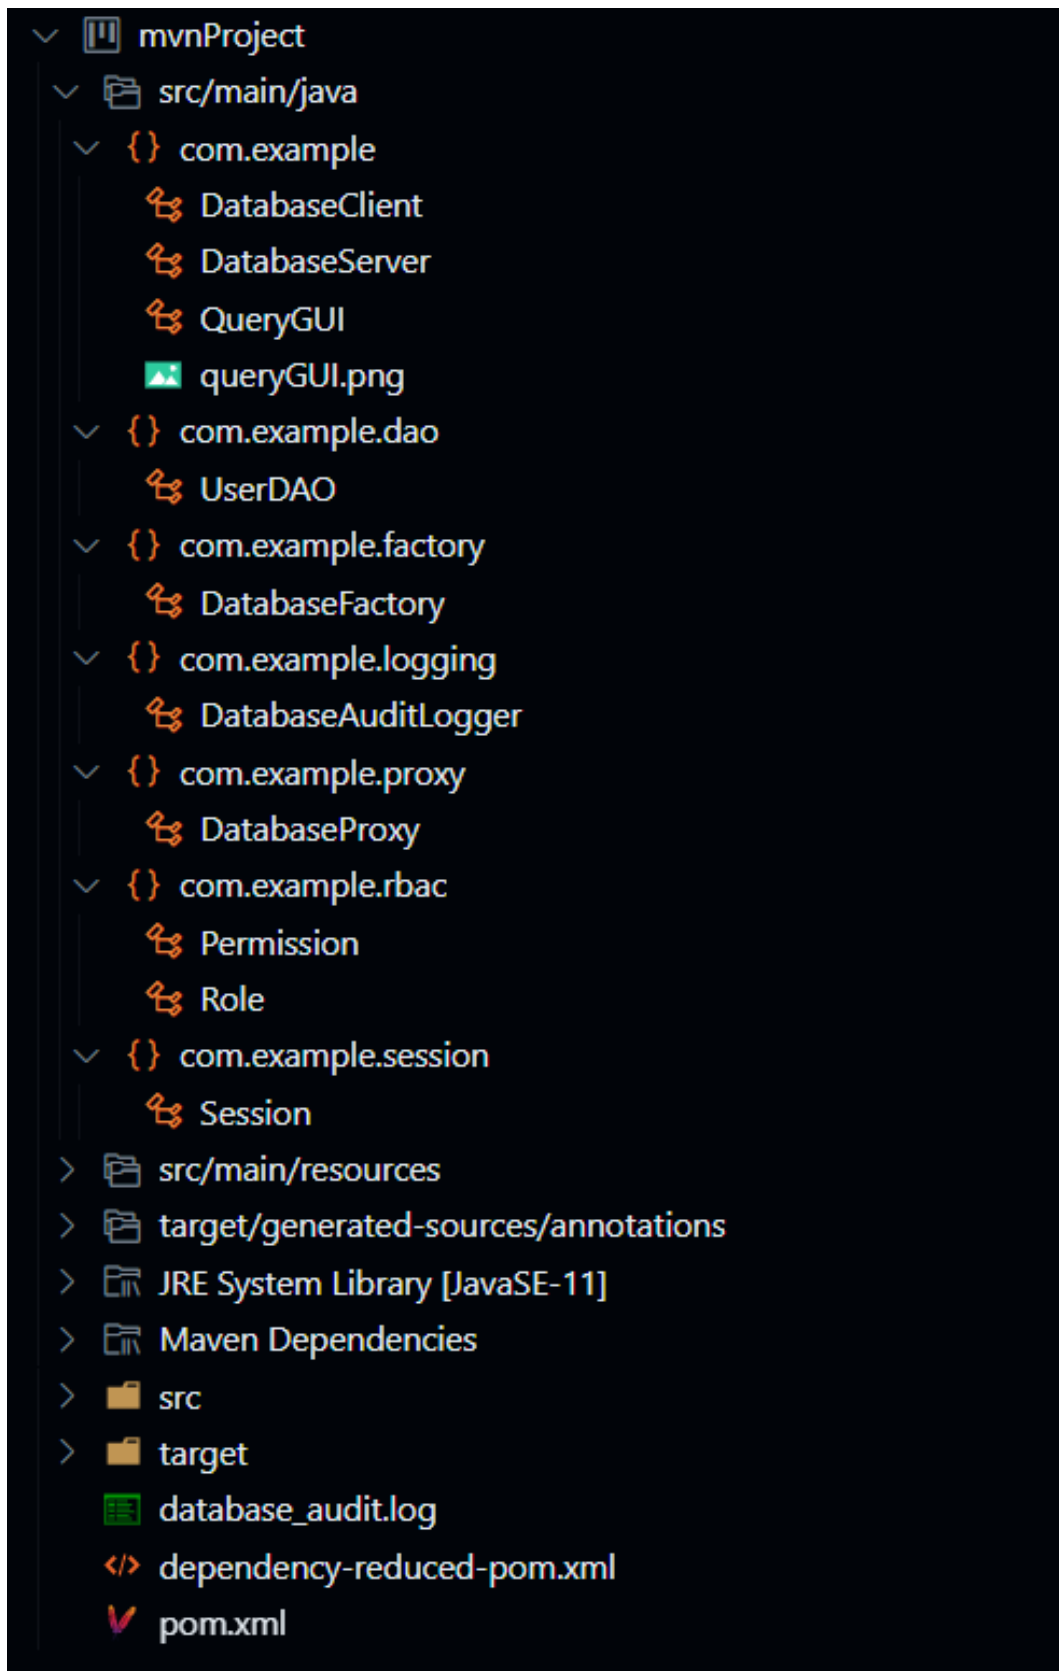 mvnProject
src/main/java
{} com.example
DatabaseClient
DatabaseServer
QueryGUI
queryGUI.png
{} com.example.dao
UserDAO
{} com.example.factory
DatabaseFactory
{} com.example.logging
DatabaseAuditLogger
{} com.example.proxy
DatabaseProxy
{} com.example.rbac
Permission
Role
{} com.example.session
Session
src/main/resources
target/generated-sources/annotations
JRE System Library [JavaSE-11]
Maven Dependencies
src
target
database_audit.log
dependency-reduced-pom.xml
pom.xml